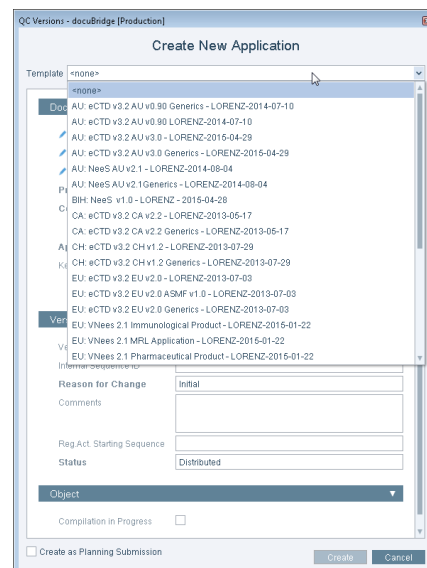 QC Versions - docuBridge [Production]
Create New Application
Template <none>
<none>
AU: eCTD v3.2 AU v0.90 Generics - LORENZ-2014-07-10
AU: eCTD v3.2 AU v0.90 LORENZ-2014-07-10
AU: eCTD v3.2 AU v3.0 - LORENZ-2015-04-29
AU: eCTD v3.2 AU v3.0 Generics - LORENZ-2015-04-29
AU: NeeS AU v2.1 - LORENZ-2014-08-04
AU: NeeS AU v2.1Generics - LORENZ-2014-08-04
BIH: NeeS v1.0 - LORENZ - 2015-04-28
CA: eCTD v3.2 CA v2.2 - LORENZ-2013-05-17
CA: eCTD v3.2 CA v2.2 Generics - LORENZ-2013-05-17
CH: eCTD v3.2 CH v1.2 - LORENZ-2013-07-29
CH: eCTD v3.2 CH v1.2 Generics - LORENZ-2013-07-29
EU: eCTD v3.2 EU v2.0 - LORENZ-2013-07-03
EU: eCTD v3.2 EU v2.0 ASMF v1.0 - LORENZ-2013-07-03
EU: eCTD v3.2 EU v2.0 Generics - LORENZ-2013-07-03
EU: VNees 2.1 Immunological Product - LORENZ-2015-01-22
EU: VNees 2.1 MRL Application - LORENZ-2015-01-22
EU: VNees 2.1 Pharmaceutical Product - LORENZ-2015-01-22
Internal Sequence ID
Reason for Change Initial
Comments
Reg.Act. Starting Sequence
Status Distributed
Object
Compilation in Progress
Create as Planning Submission
Create Cancel